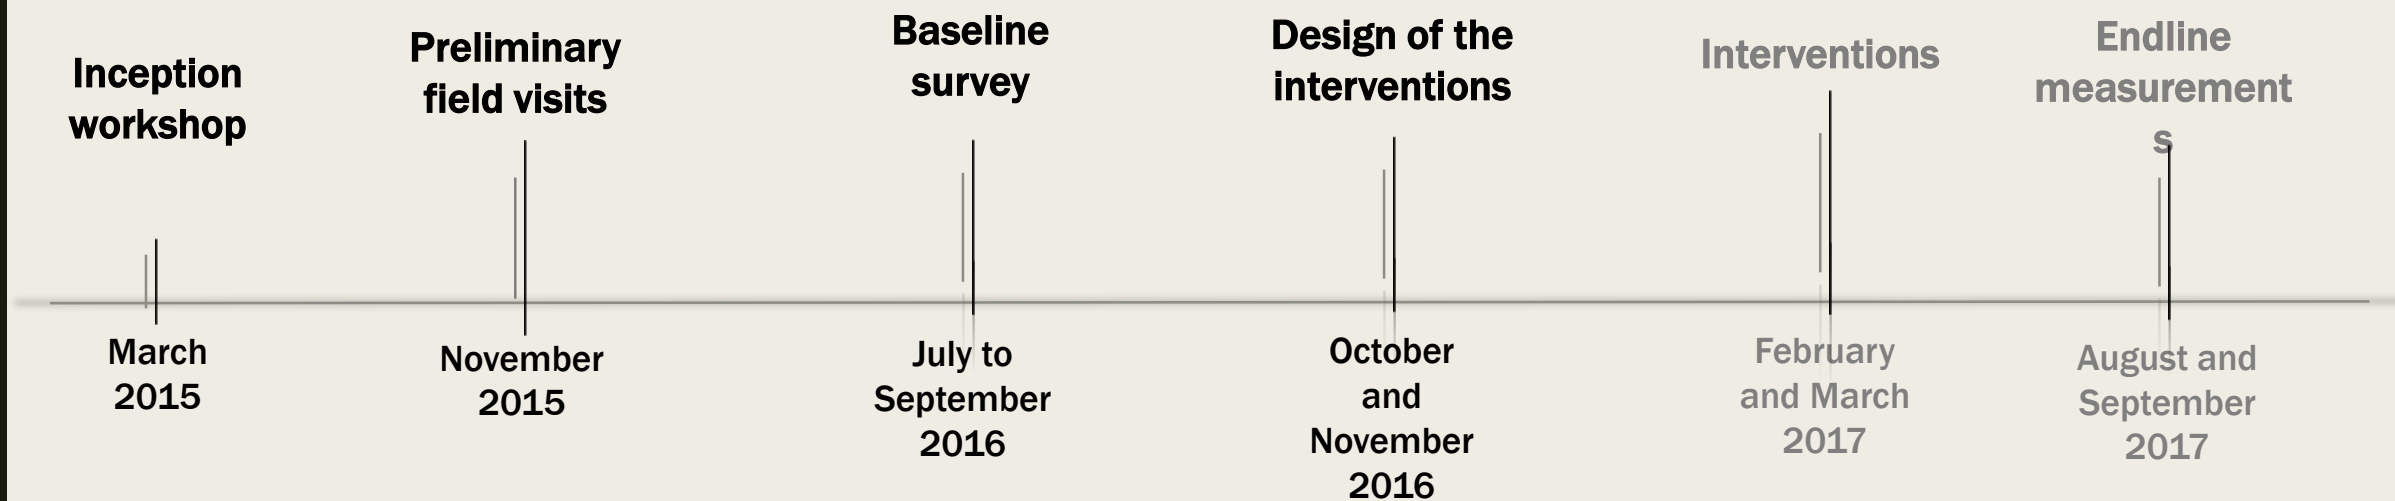 Inception
workshop
Preliminary
field visits
Baseline
survey
Design of the
interventions
Interventions
Endline
measurement
s
March
2015
November
2015
July to
September
2016
October
and
November
2016
February
and March
2017
August and
September
2017